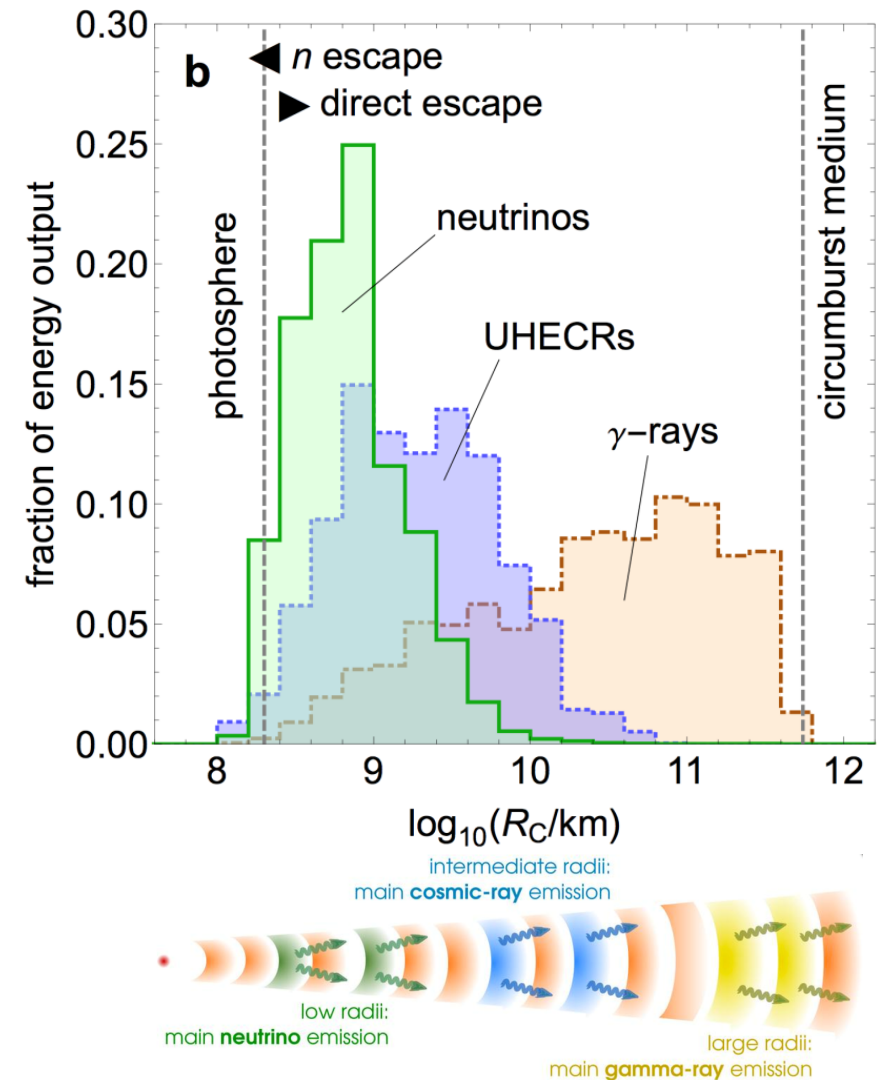 0.30
b
◀ n escape
▶ direct escape
0.25
neutrinos
0.20
UHECRs
0.15
γ−rays
0.10
0.05
0.00
fraction of energy output
photosphere
circumburst medium
8 9 10 11 12
log10(RC/km)
intermediate radii:
main cosmic-ray emission
low radii:
main neutrino emission
large radii:
main gamma-ray emission